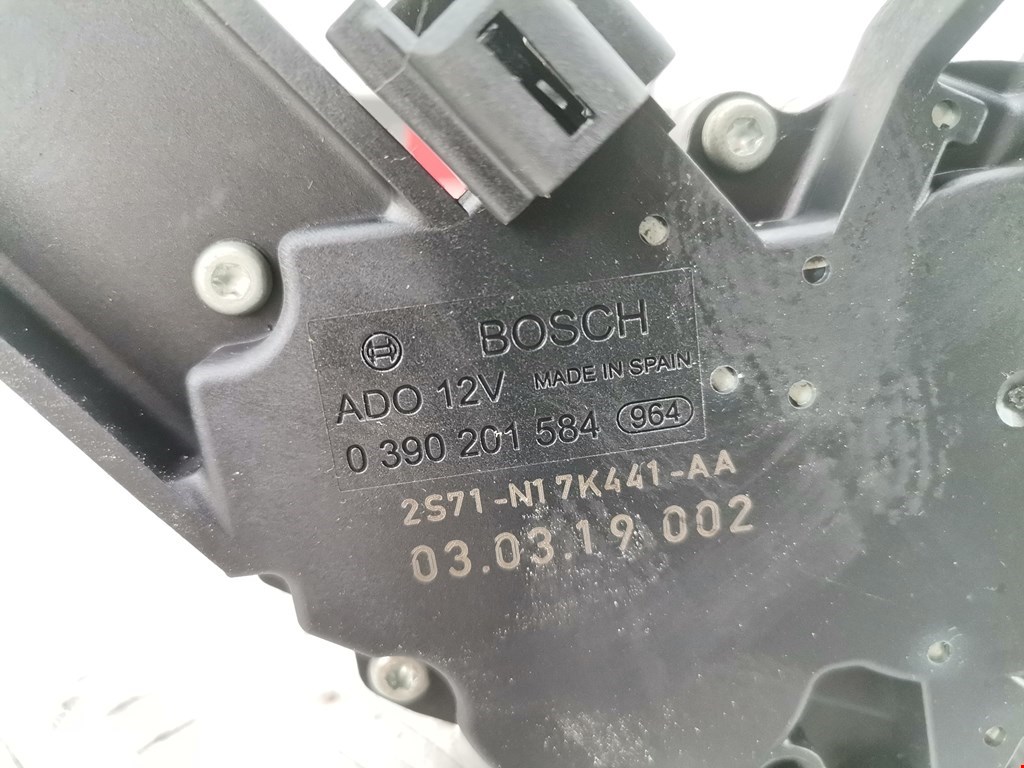 BOSCH
ADO 12V MADE IN SPAIN
0 390 201 584 964
2S71-N17K441-AA
03.03.19 002